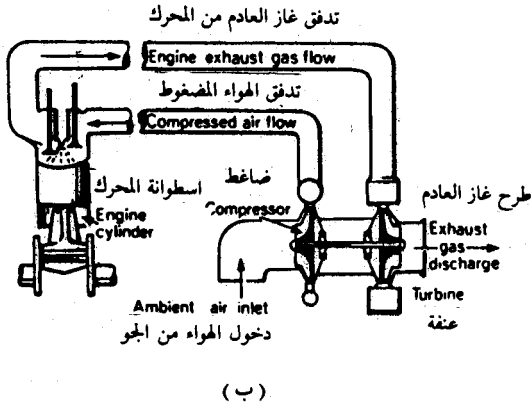 تدفق غاز العادم من المحرك
Engine exhaust gas flow
تدفق الهواء المضغوط
Compressed air flow
اسطوانة المحرك
Engine
cylinder
ضاغط
Compressor
طرح غاز العادم
Exhaust
gas
discharge
Ambient air inlet
دخول الهواء من الجو
Turbine
عنفة
(ب)